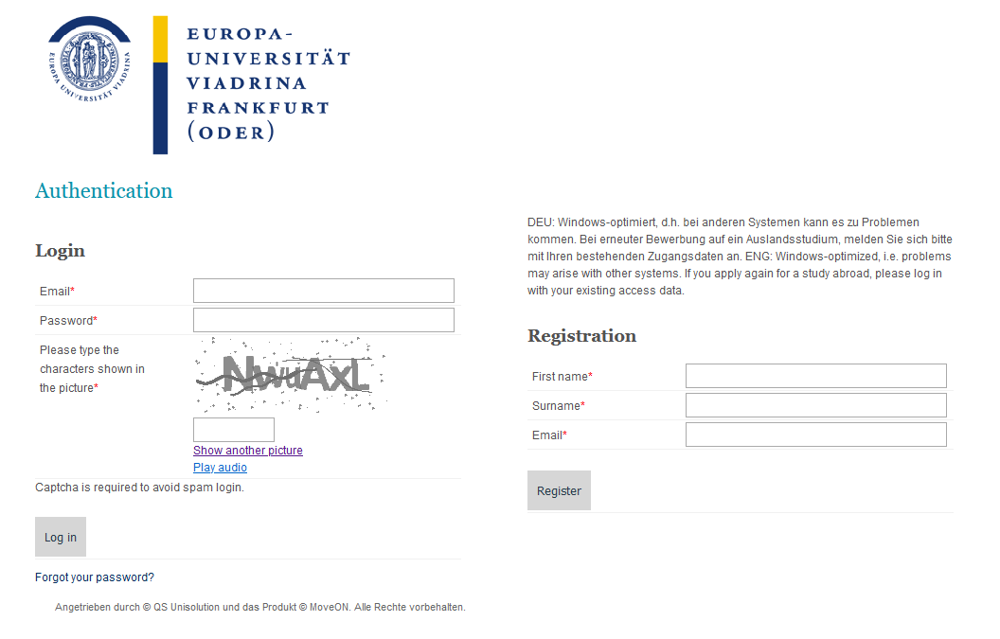 EUROPA UNIVERSITÄT VIADRINA
EUROPA-
UNIVERSITÄT
VIADRINA
FRANKFURT
(ODER)
Authentication
Login
Email*
Password*
Please type the
characters shown in
the picture*
Show another picture
Play audio
Captcha is required to avoid spam login.
Log in
Forgot your password?
DEU: Windows-optimiert, d.h. bei anderen Systemen kann es zu Problemen
kommen. Bei erneuter Bewerbung auf ein Auslandsstudium, melden Sie sich bitte
mit Ihren bestehenden Zugangsdaten an. ENG: Windows-optimized, i.e. problems
may arise with other systems. If you apply again for a study abroad, please log in
with your existing access data.
Registration
First name*
Surname*
Email*
Register
Angetrieben durch © QS Unisolution und das Produkt © MoveON. Alle Rechte vorbehalten.